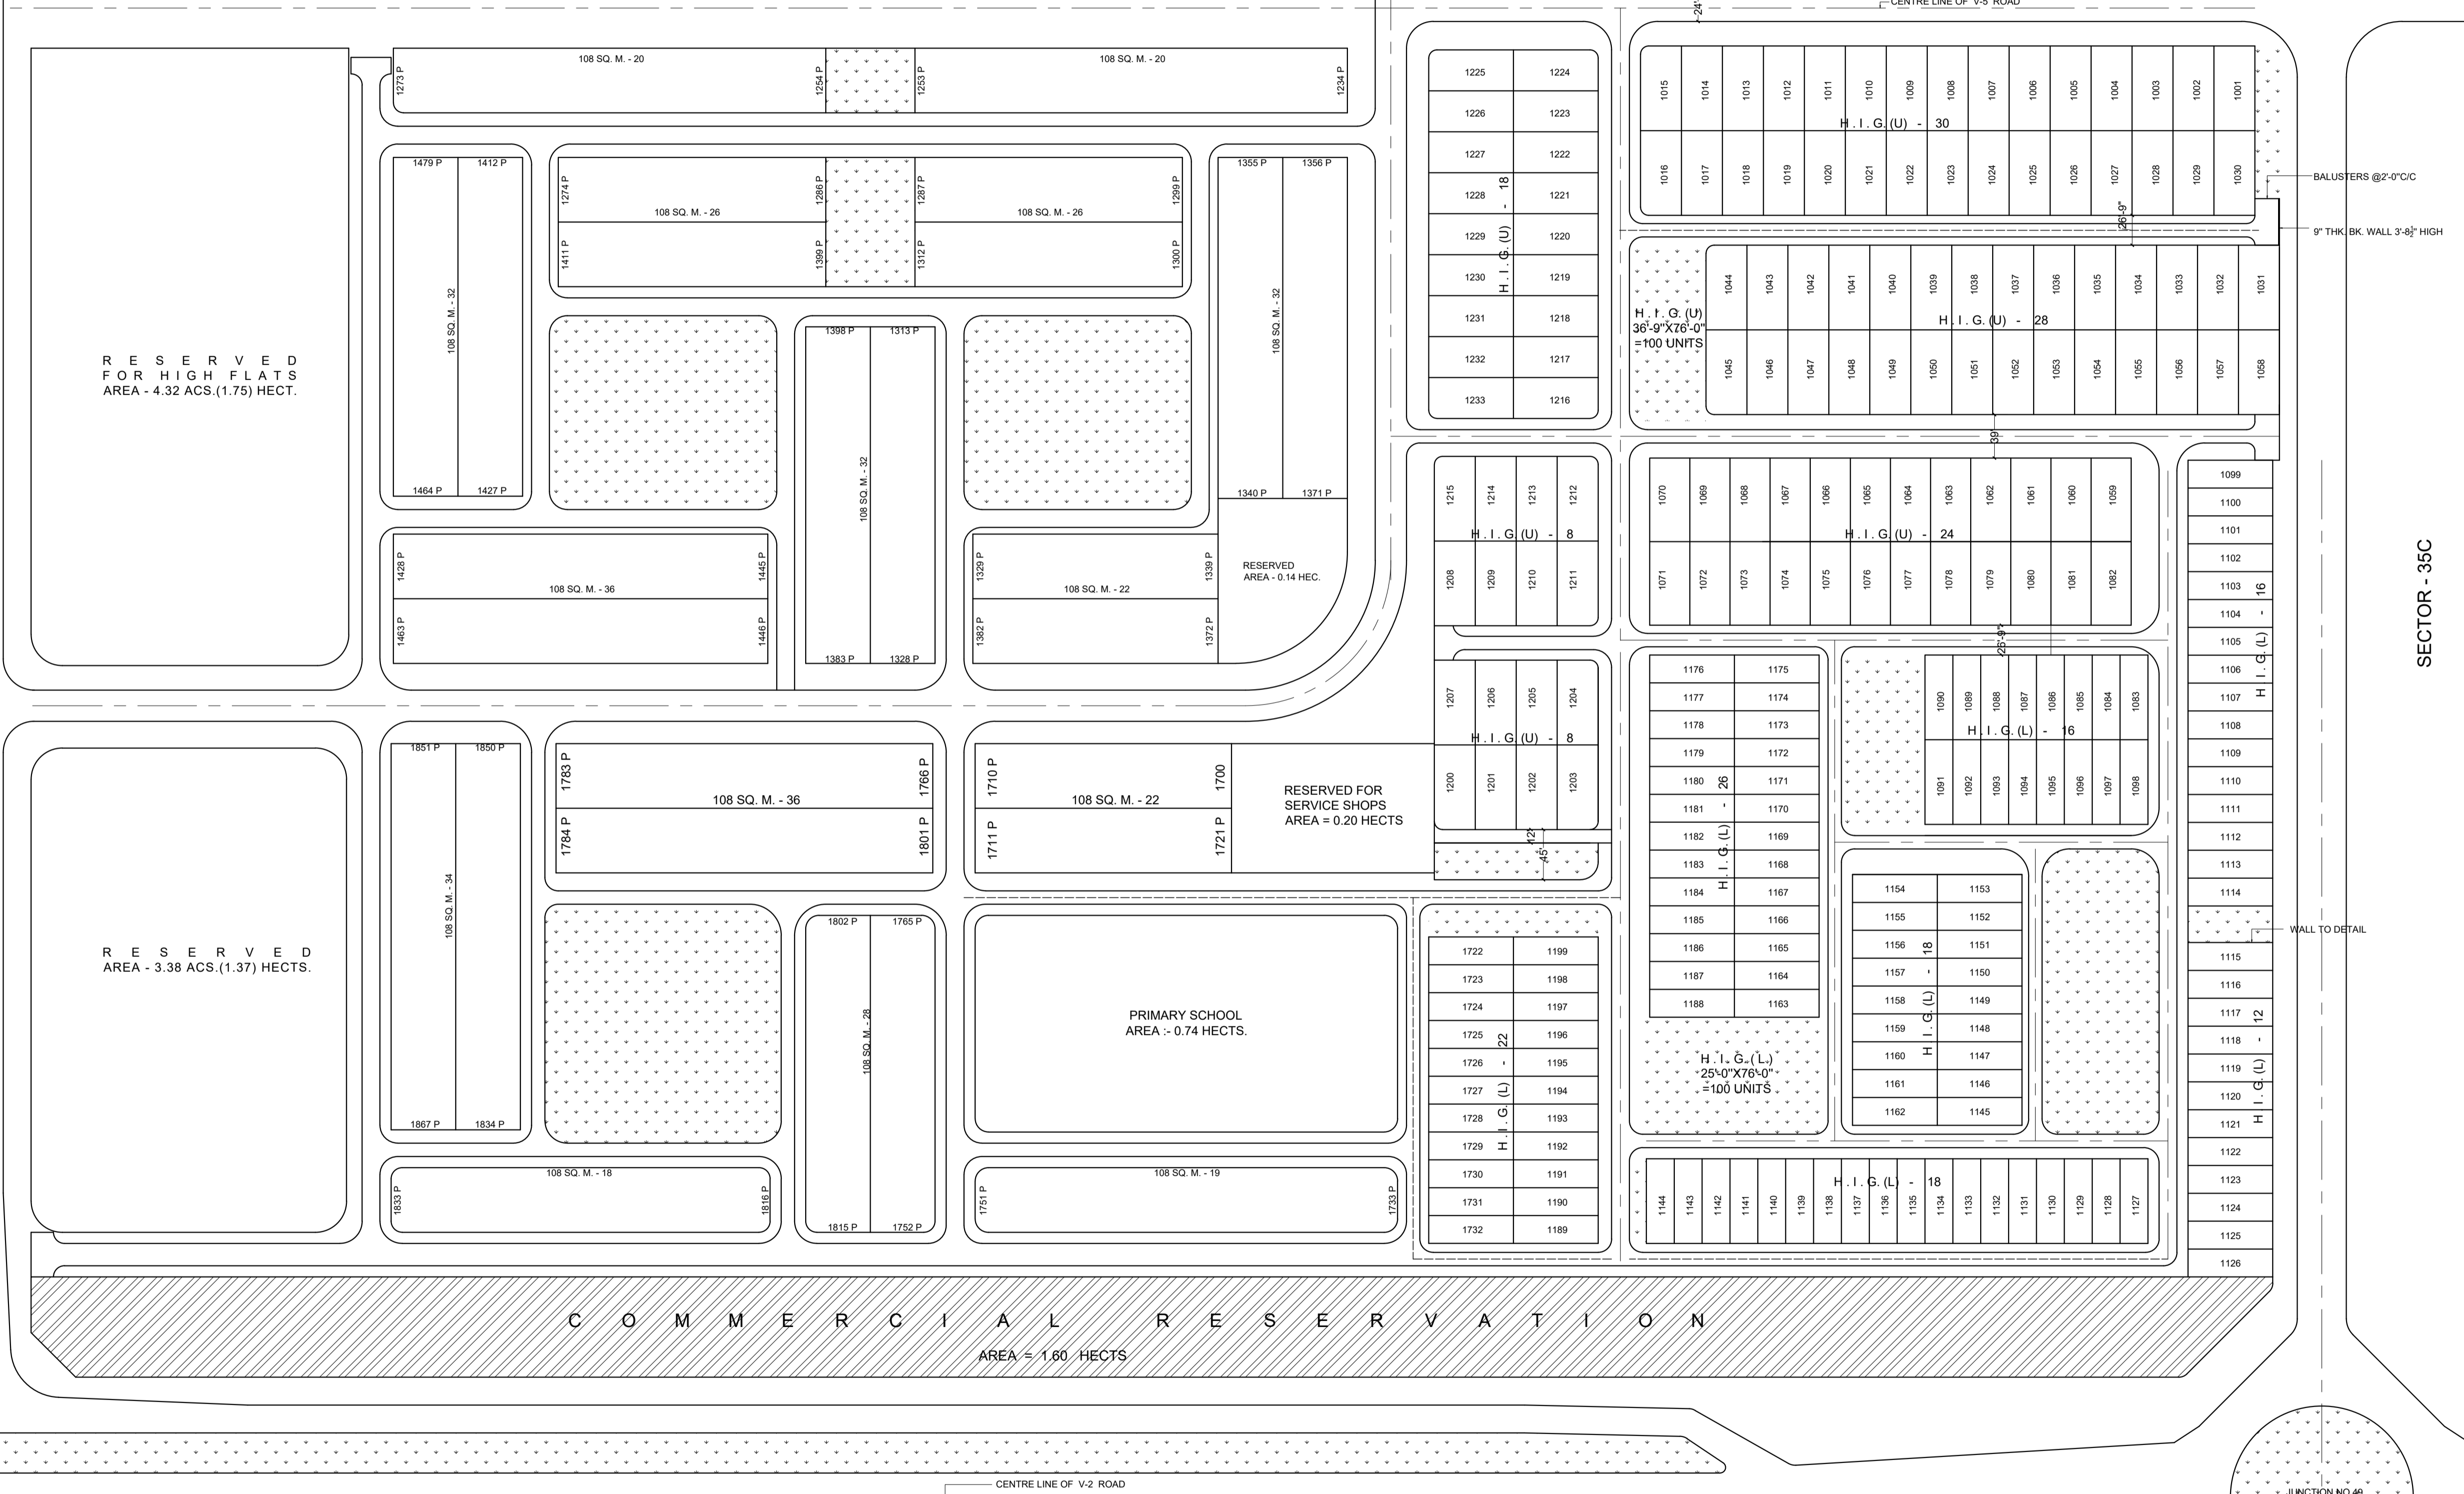 CENTRE LINE OF V-5 ROAD
24'
R E S E R V E D
FOR HIGH FLATS
AREA - 4.32 ACS.(1.75) HECT.
1273 P
108 SQ. M. - 20
1254 P
1253 P
108 SQ. M. - 20
1234 P
1479 P
1412 P
108 SQ. M. - 32
1464 P
1427 P
1274 P
1286 P
108 SQ. M. - 26
1411 P
1399 P
1287 P
1299 P
108 SQ. M. - 26
1312 P
1300 P
1355 P
1356 P
108 SQ. M. - 32
1340 P
1371 P
1398 P
1313 P
108 SQ. M. - 32
1383 P
1328 P
1428 P
1445 P
108 SQ. M. - 36
1463 P
1446 P
1329 P
1339 P
108 SQ. M. - 22
1382 P
1372 P
RESERVED
AREA - 0.14 HEC.
1225
1224
1226
1223
1227
1222
1228
1221
1229
1220
1230
1219
1231
1218
1232
1217
1233
1216
H . I . G. (U) - 18
1015
1014
1013
1012
1011
1010
1009
1008
1007
1006
1005
1004
1003
1002
1001
H . I . G. (U) - 30
1016
1017
1018
1019
1020
1021
1022
1023
1024
1025
1026
1027
1028
1029
1030
BALUSTERS @2'-0"C/C
9" THK. BK. WALL 3'-8½" HIGH
26'-9"
H . I . G. (U)
36'-9"X76'-0"
=100 UNITS
1044
1043
1042
1041
1040
1039
1038
1037
1036
1035
1034
1033
1032
1031
H . I . G. (U) - 28
1045
1046
1047
1048
1049
1050
1051
1052
1053
1054
1055
1056
1057
1058
39'
1215
1214
1213
1212
H . I . G. (U) - 8
1208
1209
1210
1211
1070
1069
1068
1067
1066
1065
1064
1063
1062
1061
1060
1059
H . I . G. (U) - 24
1071
1072
1073
1074
1075
1076
1077
1078
1079
1080
1081
1082
26'-9"
1099
1100
1101
1102
1103
1104
1105
1106
1107
1108
1109
1110
1111
1112
1113
1114
H . I . G. (L) - 16
SECTOR - 35C
1207
1206
1205
1204
H . I . G. (U) - 8
1200
1201
1202
1203
12'
45'
1176
1175
1177
1174
1178
1173
1179
1172
1180
1171
1181
1170
1182
1169
1183
1168
1184
1167
1185
1166
1186
1165
1187
1164
1188
1163
H . I . G. (L) - 26
H . I . G. ( L )
25'-0"X76'-0"
=100 UNITS
1090
1089
1088
1087
1086
1085
1084
1083
H . I . G. (L) - 16
1091
1092
1093
1094
1095
1096
1097
1098
1154
1153
1155
1152
1156
1151
1157
1150
1158
1149
1159
1148
1160
1147
1161
1146
1162
1145
H . I . G. (L) - 18
WALL TO DETAIL
1115
1116
1117
1118
1119
1120
1121
1122
1123
1124
1125
1126
H . I . G. (L) - 12
R E S E R V E D
AREA - 3.38 ACS.(1.37) HECTS.
1851 P
1850 P
108 SQ. M. - 34
1867 P
1834 P
1783 P
1766 P
108 SQ. M. - 36
1784 P
1801 P
1710 P
1700
108 SQ. M. - 22
1711 P
1721 P
RESERVED FOR
SERVICE SHOPS
AREA = 0.20 HECTS
1802 P
1765 P
108 SQ. M. - 28
1815 P
1752 P
PRIMARY SCHOOL
AREA :- 0.74 HECTS.
1833 P
108 SQ. M. - 18
1816 P
1751 P
108 SQ. M. - 19
1733 P
1722
1199
1723
1198
1724
1197
1725
1196
1726
1195
1727
1194
1728
1193
1729
1192
1730
1191
1731
1190
1732
1189
H . I . G. (L) - 22
H . I . G. (L) - 18
1144
1143
1142
1141
1140
1139
1138
1137
1136
1135
1134
1133
1132
1131
1130
1129
1128
1127
C O M M E R C I A L R E S E R V A T I O N
AREA = 1.60 HECTS
CENTRE LINE OF V-2 ROAD
JUNCTION NO.49